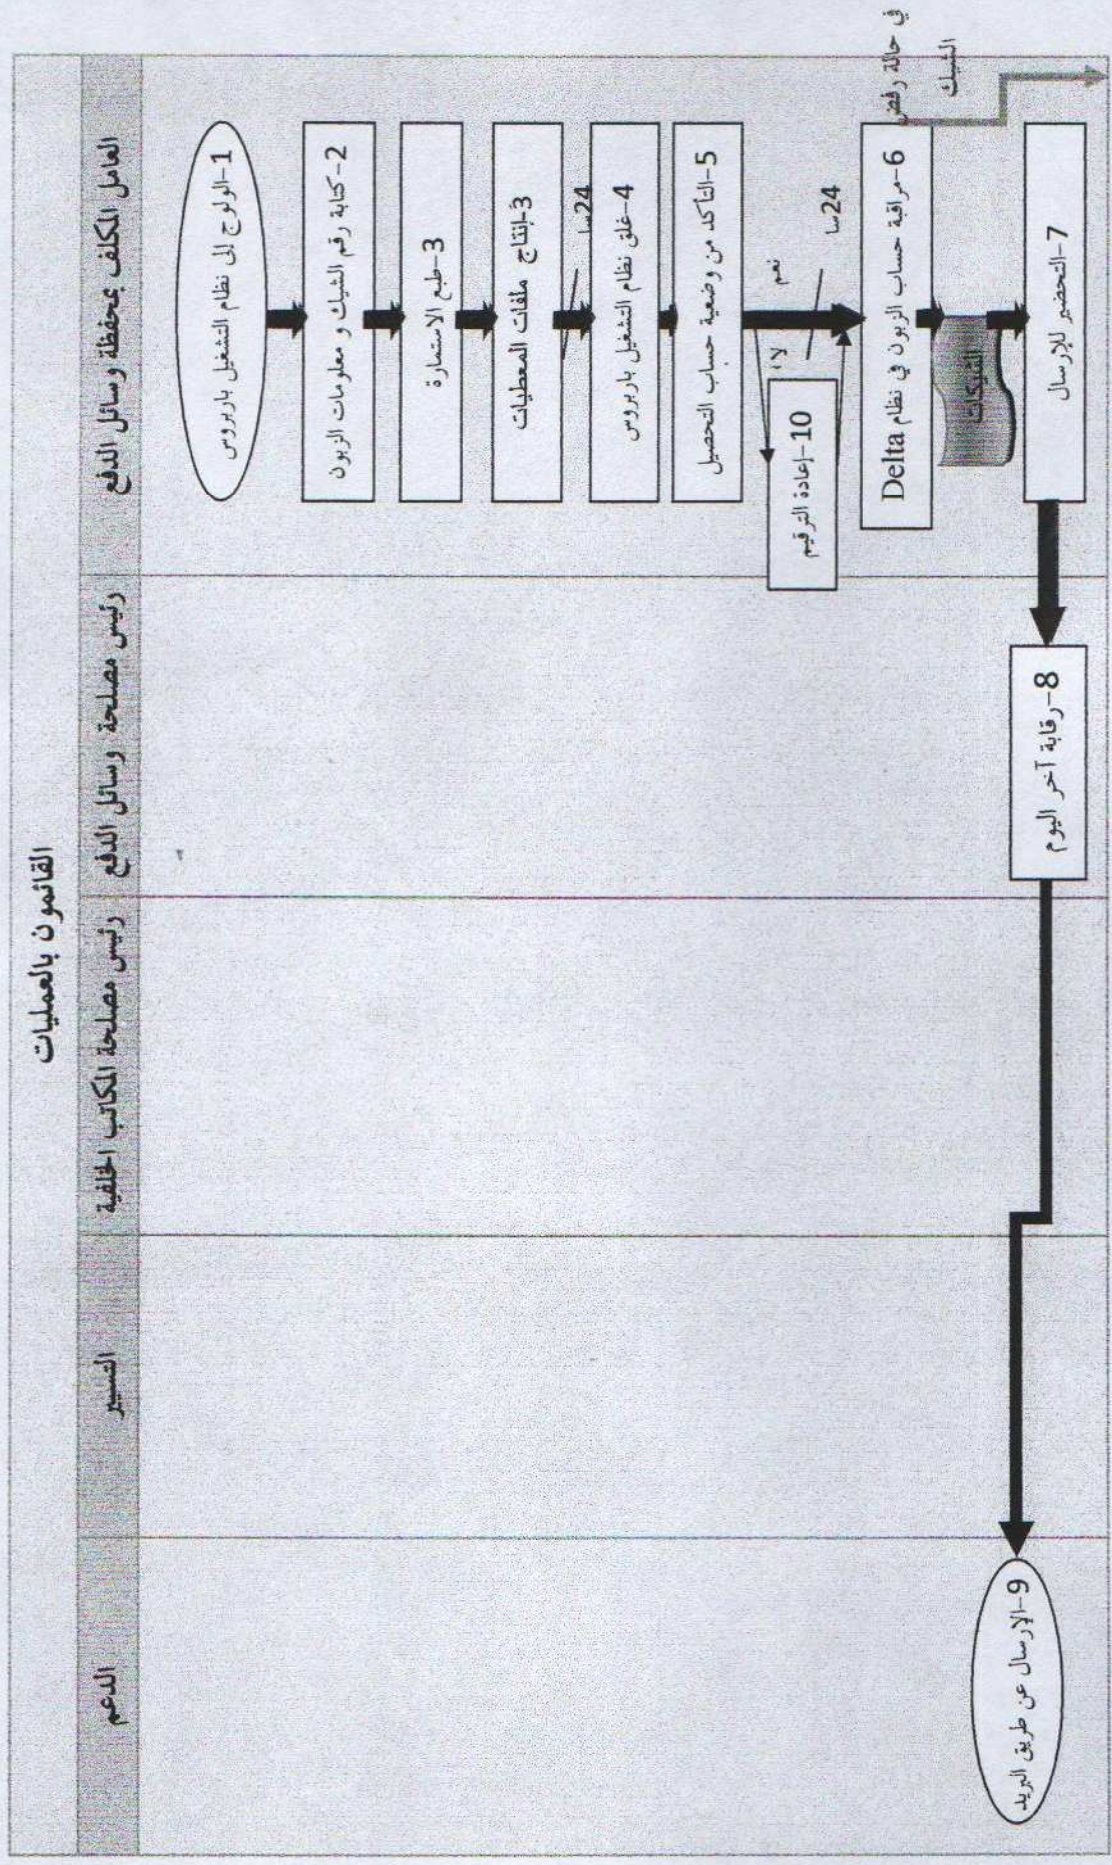 القائمون بالعمليات
العامل المكلف بمحفظة وسائل الدفع
رئيس مصلحة وسائل الدفع
رئيس مصلحة المكاتب الخلفية
التسيير
الدعم
1-الولوج إلى نظام التشغيل باربروس
2-كتابة رقم الشيك و معلومات الزبون
3-طبع الاستمارة
3-إنتاج ملفات المعطيات
24سا
4-غلق نظام التشغيل باربروس
5-التأكد من وضعية حساب التحصيل
نعم
لا
24سا
10-إعادة الترقيم
6-مراقبة حساب الزبون في نظام Delta
في حالة رفض
الشيك
الشيكات
7-التحضير للإرسال
8-رقابة آخر اليوم
9-الإرسال عن طريق البريد